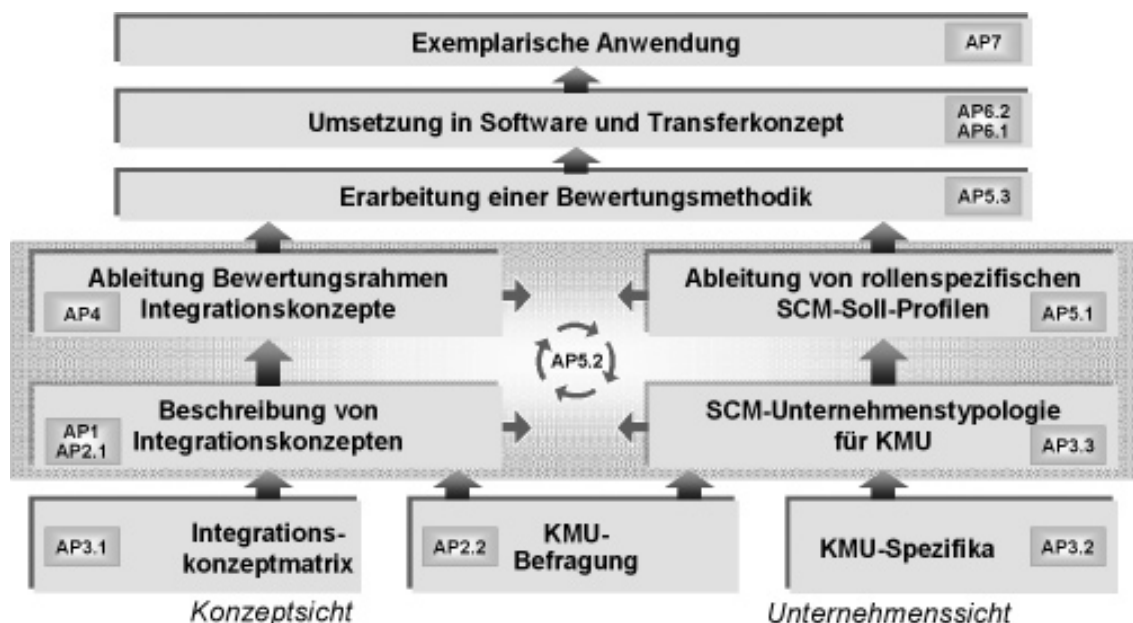 Exemplarische Anwendung
AP7
Umsetzung in Software und Transferkonzept
AP6.2
AP6.1
Erarbeitung einer Bewertungsmethodik
AP5.3
Ableitung Bewertungsrahmen
Integrationskonzepte
AP4
Ableitung von rollenspezifischen
SCM-Soll-Profilen
AP5.1
AP5.2
Beschreibung von
Integrationskonzepten
AP1
AP2.1
SCM-Unternehmenstypologie
für KMU
AP3.3
AP3.1
Integrations-
konzeptmatrix
AP2.2
KMU-
Befragung
KMU-Spezifika
AP3.2
Konzeptsicht
Unternehmenssicht